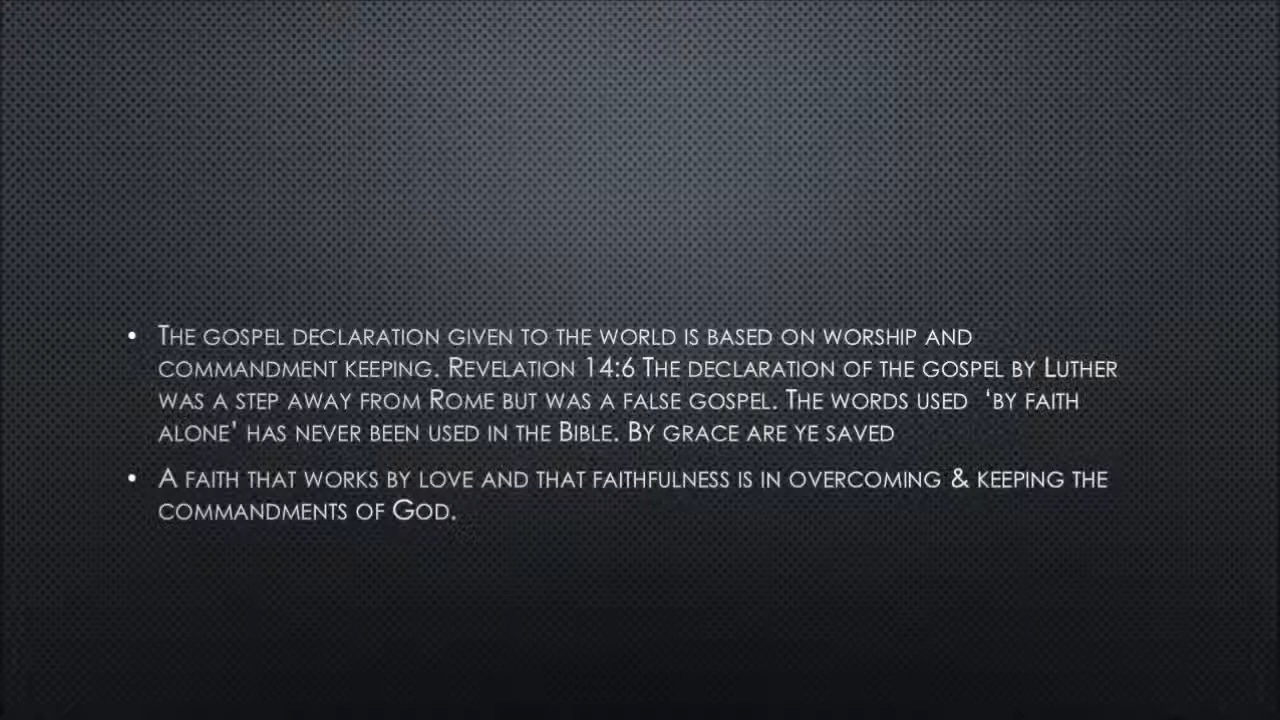 • The gospel declaration given to the world is based on worship and
commandment keeping. Revelation 14:6 The declaration of the gospel by Luther
was a step away from Rome but was a false gospel. The words used ‘by faith
alone’ has never been used in the Bible. By grace are ye saved
• A faith that works by love and that faithfulness is in overcoming & keeping the
commandments of God.